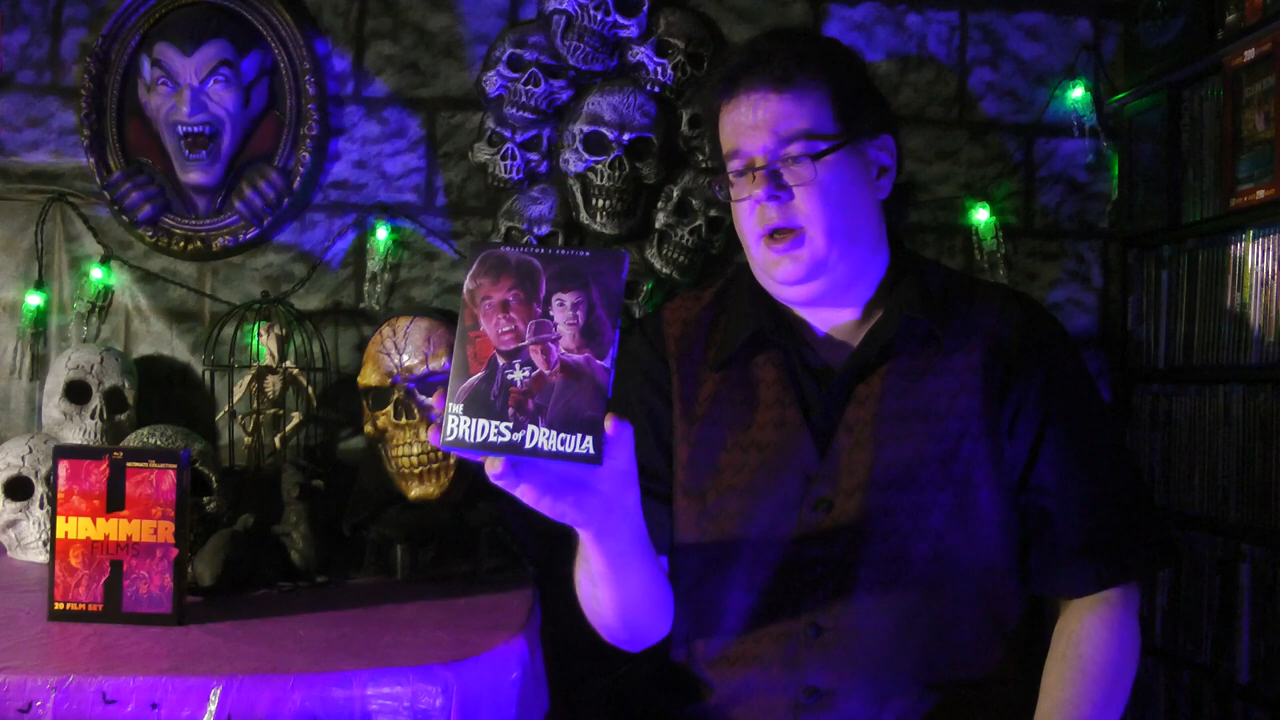 COLLECTOR'S EDITION
THE
BRIDES of DRACULA
THE
ULTIMATE COLLECTION
HAMMER
FILMS
20 FILM SET